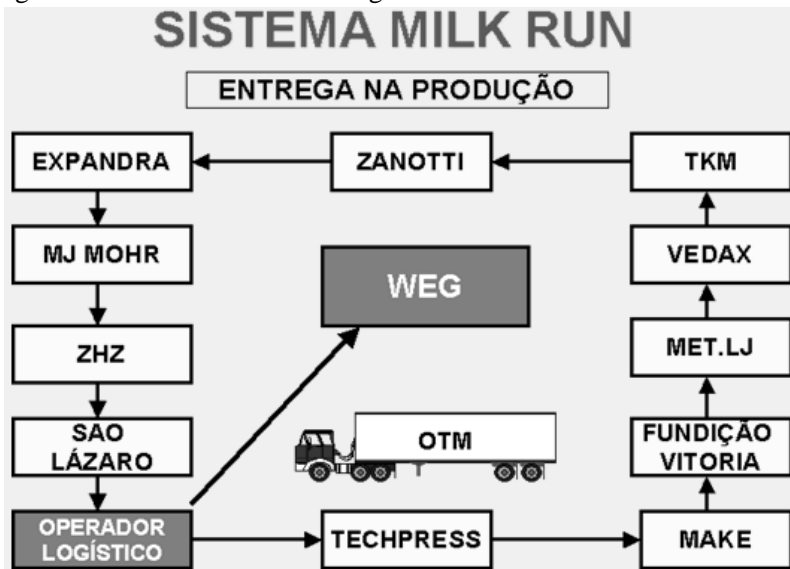 SISTEMA MILK RUN
ENTREGA NA PRODUÇÃO
EXPANDRA
ZANOTTI
TKM
MJ MOHR
WEG
VEDAX
ZHZ
MET.LJ
SAO
LÁZARO
OTM
FUNDIÇÃO
VITORIA
OPERADOR
LOGÍSTICO
TECHPRESS
MAKE